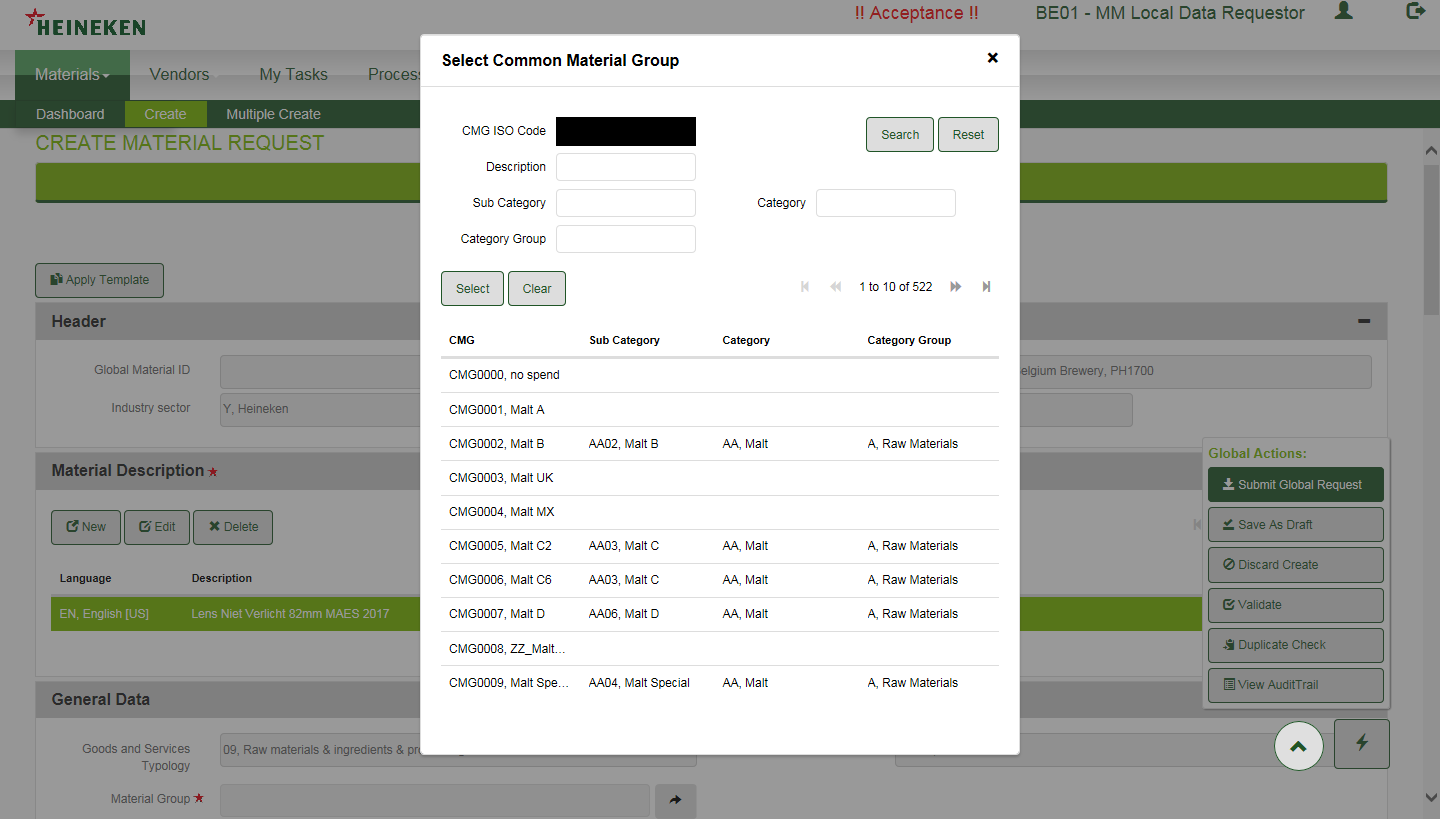 HEINEKEN
!! Acceptance !!
BE01 - MM Local Data Requestor
Materials
Vendors
My Tasks
Proces
Dashboard
Create
Multiple Create
CREATE MATERIAL REQUEST
Apply Template
Header
Global Material ID
elgium Brewery, PH1700
Industry sector
Y, Heineken
Material Description
New
Edit
Delete
Language
Description
EN, English [US]
Lens Niet Verlicht 82mm MAES 2017
General Data
Goods and Services
Typology
09, Raw materials & ingredients & pro
Material Group
Select Common Material Group
CMG ISO Code
Search
Reset
Description
Sub Category
Category
Category Group
Select
Clear
1 to 10 of 522
CMG Sub Category Category Category Group
CMG0000, no spend
CMG0001, Malt A
CMG0002, Malt B AA02, Malt B AA, Malt A, Raw Materials
CMG0003, Malt UK
CMG0004, Malt MX
CMG0005, Malt C2 AA03, Malt C AA, Malt A, Raw Materials
CMG0006, Malt C6 AA03, Malt C AA, Malt A, Raw Materials
CMG0007, Malt D AA06, Malt D AA, Malt A, Raw Materials
CMG0008, ZZ_Malt...
CMG0009, Malt Spe... AA04, Malt Special AA, Malt A, Raw Materials
Global Actions:
Submit Global Request
Save As Draft
Discard Create
Validate
Duplicate Check
View AuditTrail